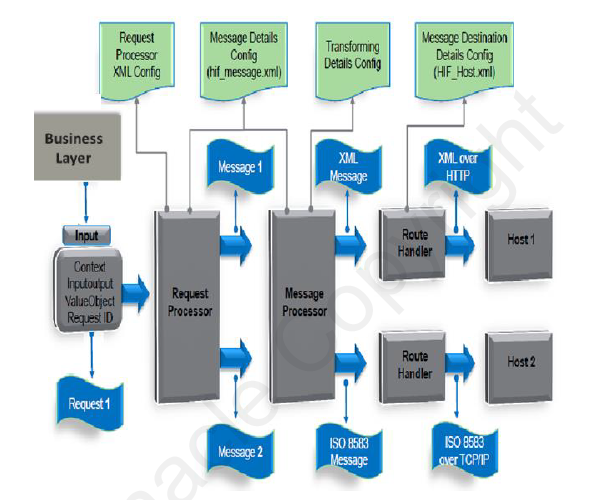 Request
Processor
XML Config
Message Details
Config
(hif_message.xml)
Transforming
Details Config
Message Destination
Details Config
(HIF_Host.xml)
Business
Layer
Message 1
XML
Message
XML over
HTTP
Input
Context
Inputoutput
ValueObject
Request ID
Request
Processor
Message
Processor
Route
Handler
Host 1
Route
Handler
Host 2
Request 1
Message 2
ISO 8583
Message
ISO 8583
over TCP/IP
Copyright